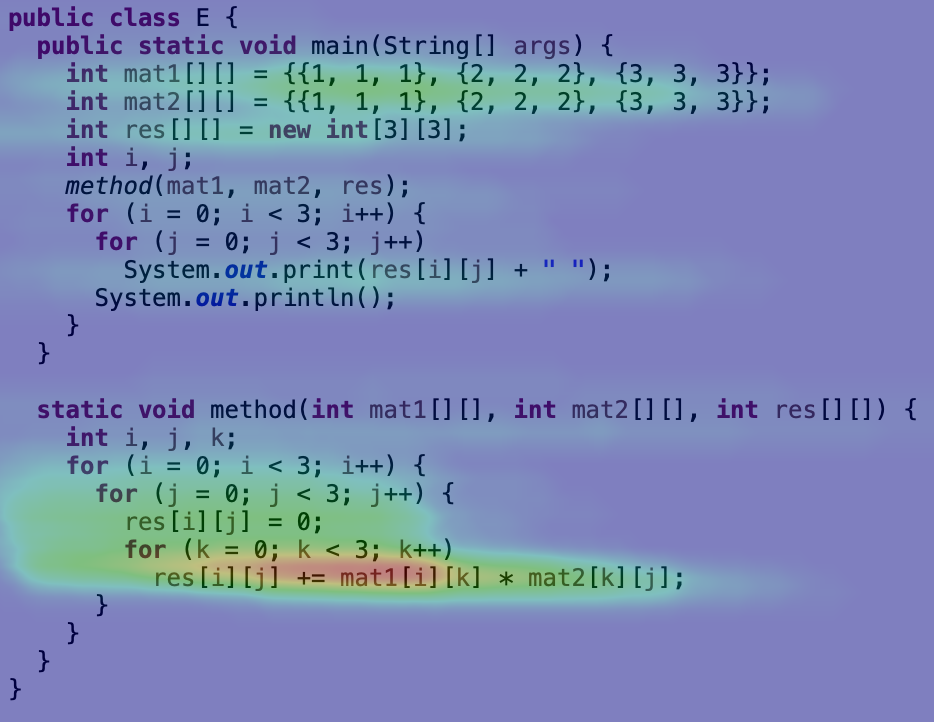 public class E {
  public static void main(String[] args) {
    int mat1[][] = {{1, 1, 1}, {2, 2, 2}, {3, 3, 3}};
    int mat2[][] = {{1, 1, 1}, {2, 2, 2}, {3, 3, 3}};
    int res[][] = new int[3][3];
    int i, j;
    method(mat1, mat2, res);
    for (i = 0; i < 3; i++) {
      for (j = 0; j < 3; j++)
        System.out.print(res[i][j] + " ");
      System.out.println();
    }
  }

  static void method(int mat1[][], int mat2[][], int res[][]) {
    int i, j, k;
    for (i = 0; i < 3; i++) {
      for (j = 0; j < 3; j++) {
        res[i][j] = 0;
        for (k = 0; k < 3; k++)
          res[i][j] += mat1[i][k] * mat2[k][j];
      }
    }
  }
}